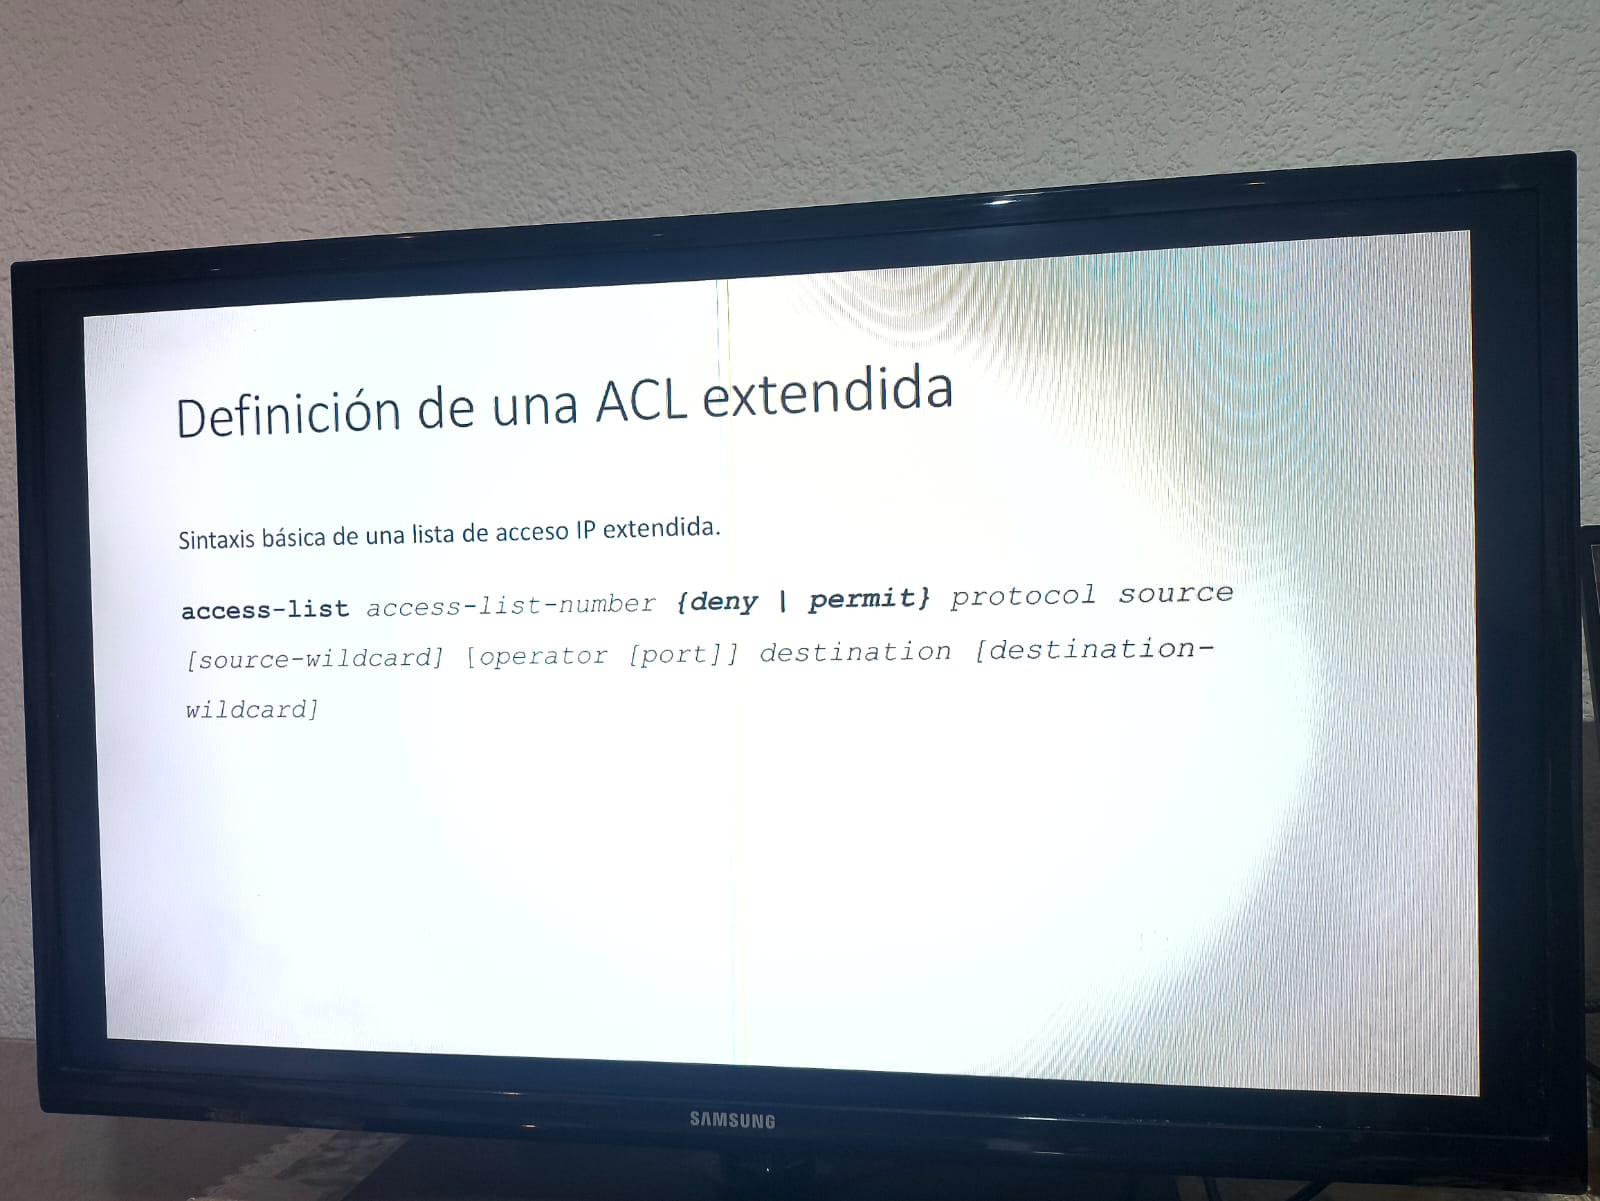 Definición de una ACL extendida
Sintaxis básica de una lista de acceso IP extendida.
access-list access-list-number {deny | permit} protocol source
[source-wildcard] [operator [port]] destination [destination-
wildcard]
SAMSUNG